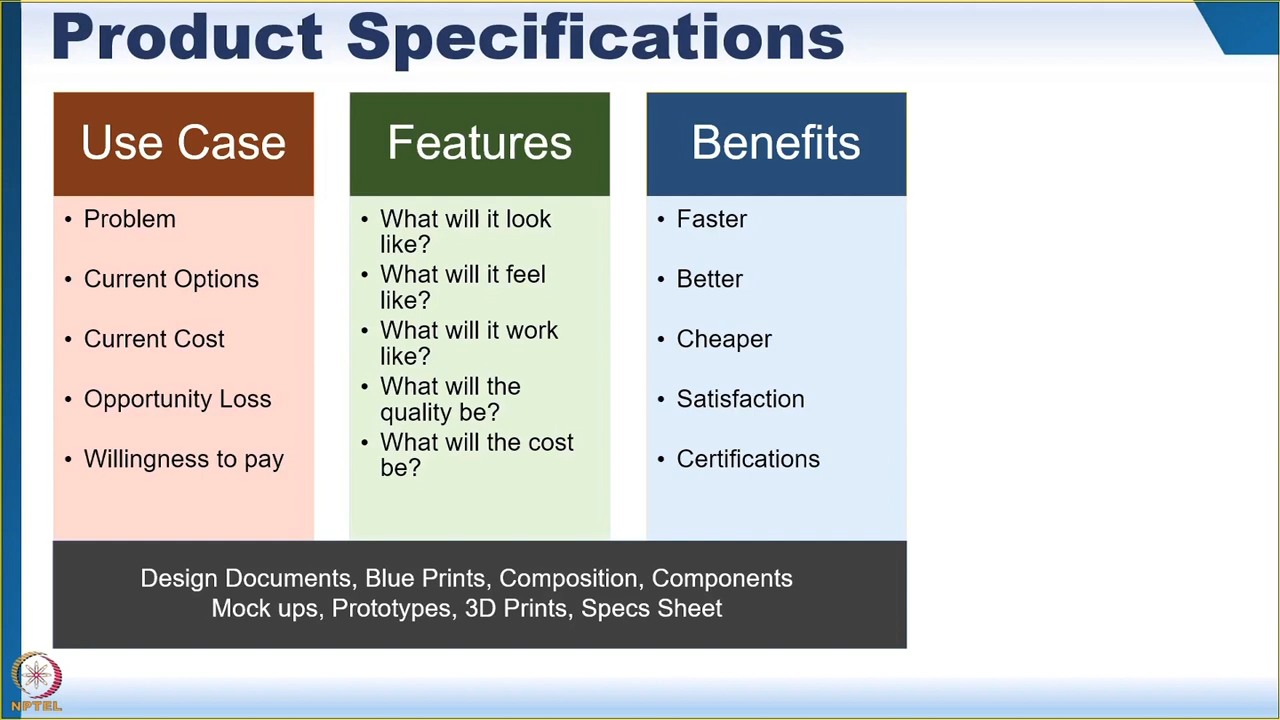 Product Specifications
Use Case
• Problem
• Current Options
• Current Cost
• Opportunity Loss
• Willingness to pay
Features
• What will it look
like?
• What will it feel
like?
• What will it work
like?
• What will the
quality be?
• What will the cost
be?
Benefits
• Faster
• Better
• Cheaper
• Satisfaction
• Certifications
Design Documents, Blue Prints, Composition, Components
Mock ups, Prototypes, 3D Prints, Specs Sheet
NPTEL